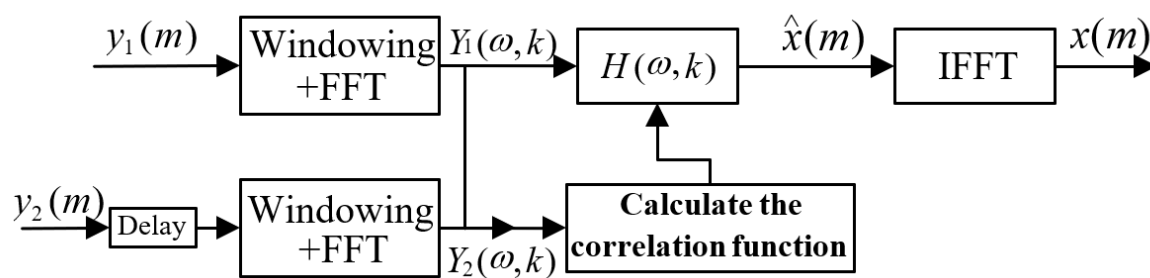 y₁(m)
Windowing
+FFT
Y₁(ω,k)
H(ω,k)
x̂(m)
IFFT
x(m)
y₂(m)
Delay
Windowing
+FFT
Y₂(ω,k)
Calculate the
correlation function